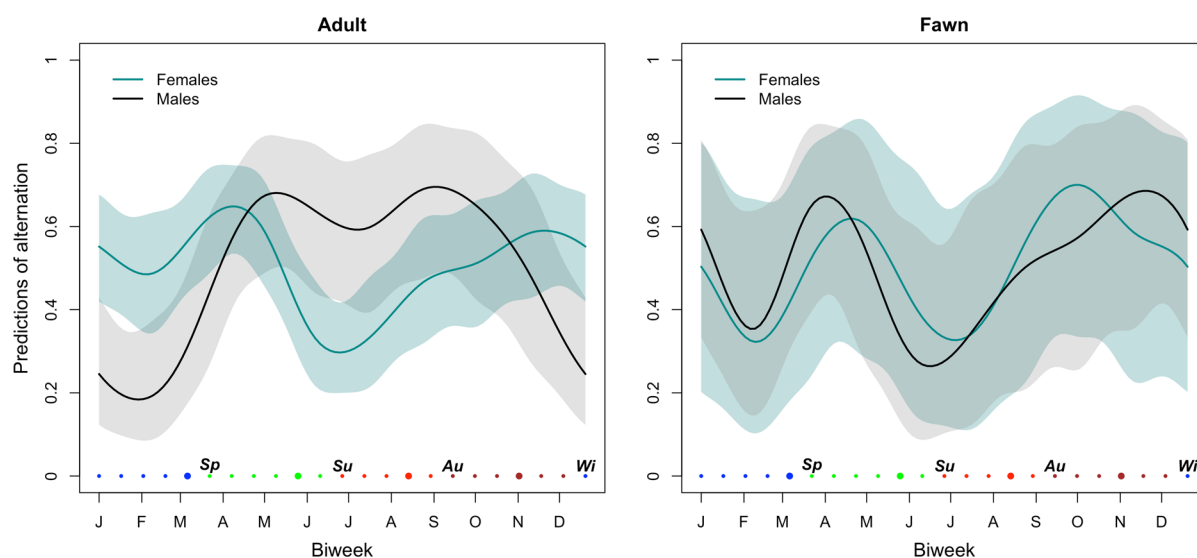 Adult
Predictions of alternation
1
0.8
0.6
0.4
0.2
0
Females
Males
Sp Su Au Wi
J F M A M J J A S O N D
Biweek
Fawn
1
0.8
0.6
0.4
0.2
0
Females
Males
Sp Su Au Wi
J F M A M J J A S O N D
Biweek